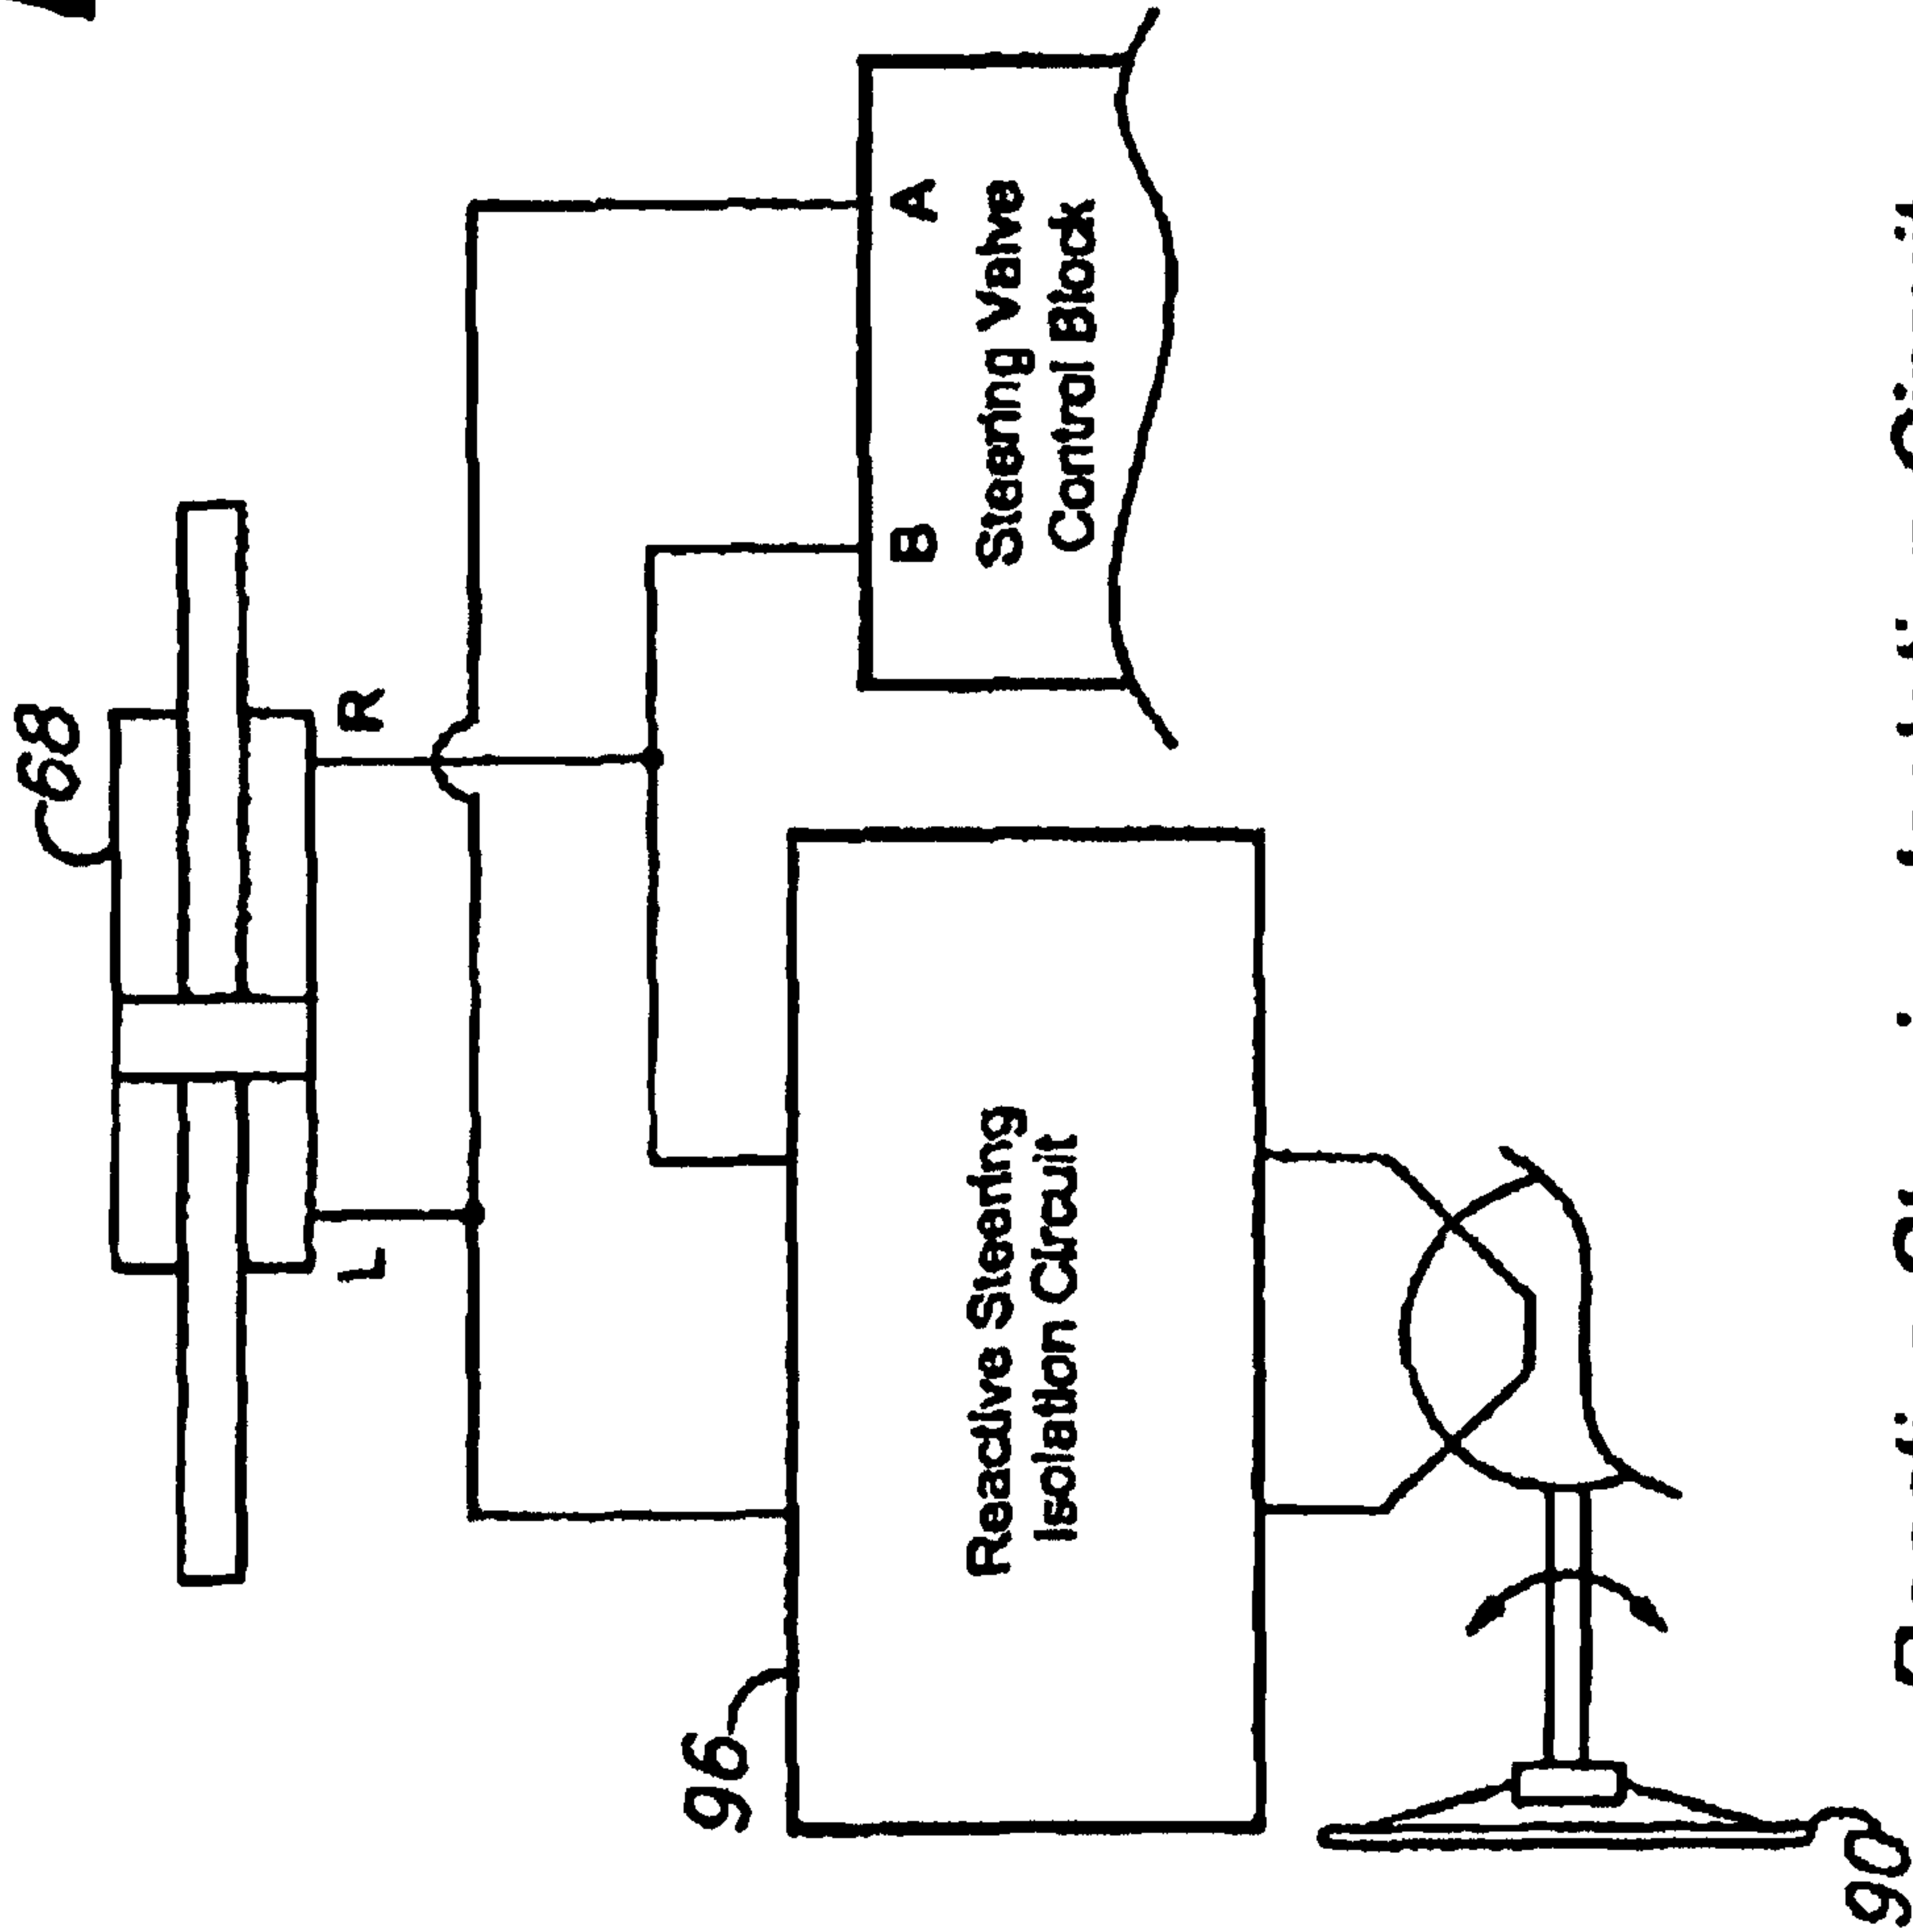 68
R
L
A
B
Steering Valve
Control Block
96
Reactive Steering
Isolation Circuit
90